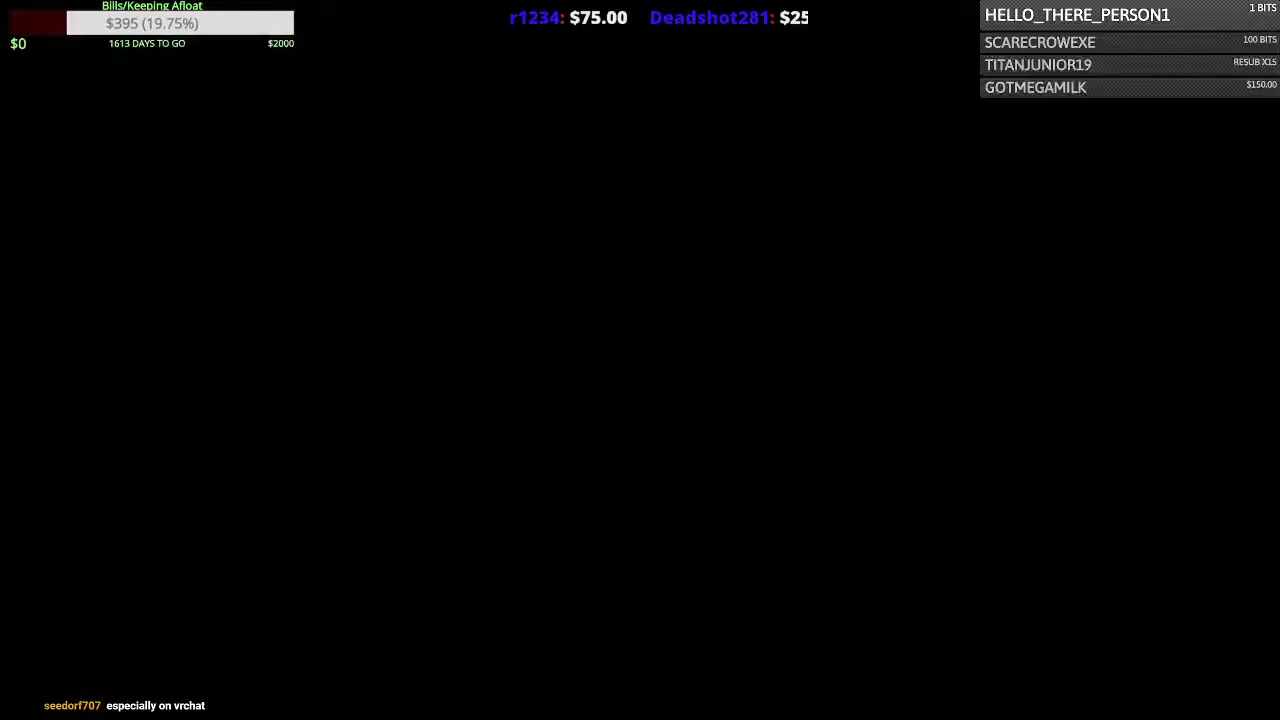 Bills/Keeping Afloat
$395 (19.75%)
$0 1613 DAYS TO GO $2000
r1234: $75.00 Deadshot281: $25
HELLO_THERE_PERSON1 1 BITS
SCARECROWEXE 100 BITS
TITANJUNIOR19 RESUB X15
GOTMEGAMILK $150.00
seedorf707 especially on vrchat